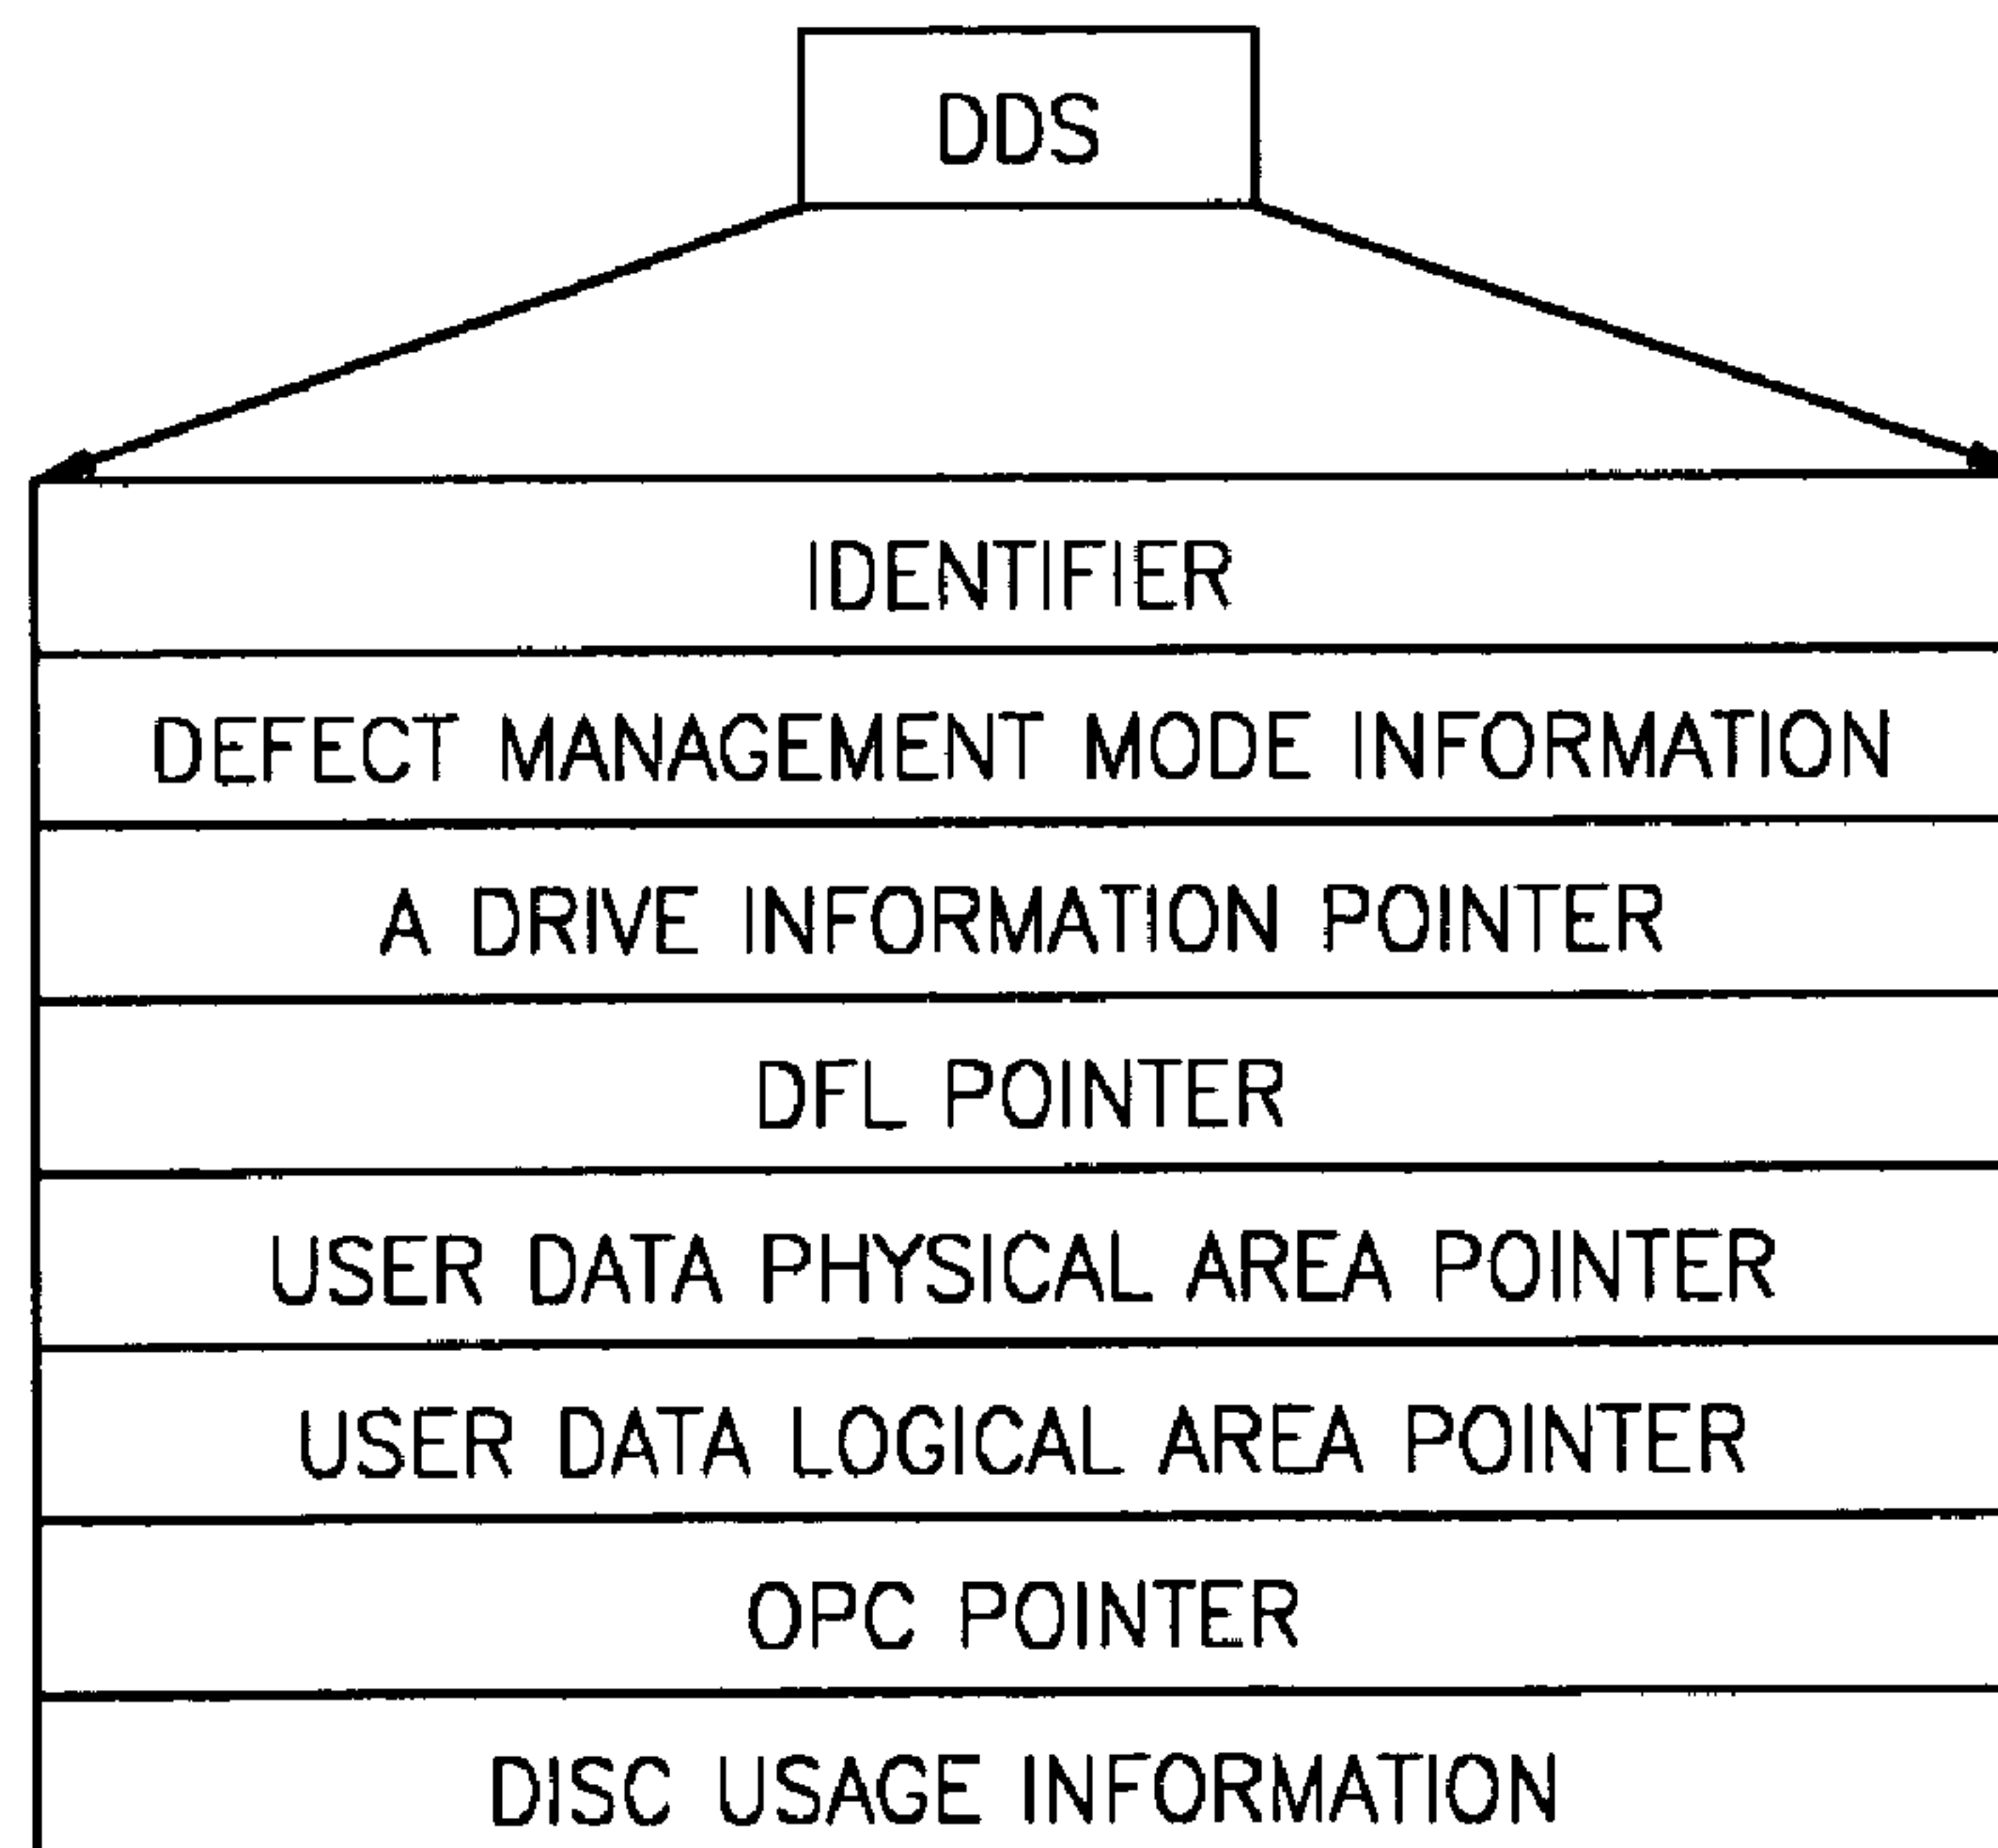 DDS
IDENTIFIER
DEFECT MANAGEMENT MODE INFORMATION
A DRIVE INFORMATION POINTER
DFL POINTER
USER DATA PHYSICAL AREA POINTER
USER DATA LOGICAL AREA POINTER
OPC POINTER
DISC USAGE INFORMATION